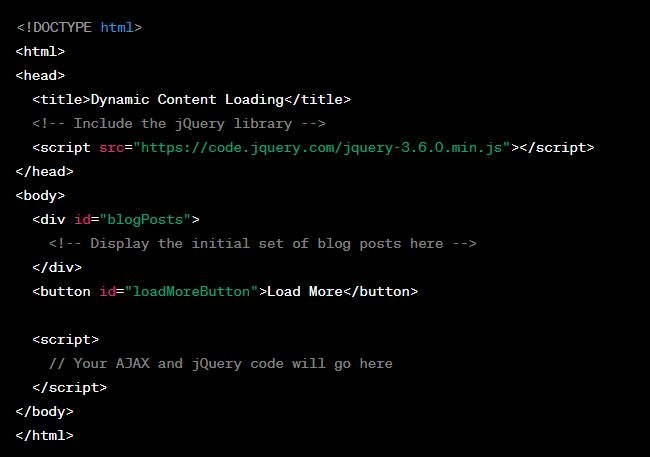 <!DOCTYPE html>
<html>
<head>
  <title>Dynamic Content Loading</title>
  <!-- Include the jQuery library -->
  <script src="https://code.jquery.com/jquery-3.6.0.min.js"></script>
</head>
<body>
  <div id="blogPosts">
    <!-- Display the initial set of blog posts here -->
  </div>
  <button id="loadMoreButton">Load More</button>

  <script>
    // Your AJAX and jQuery code will go here
  </script>
</body>
</html>